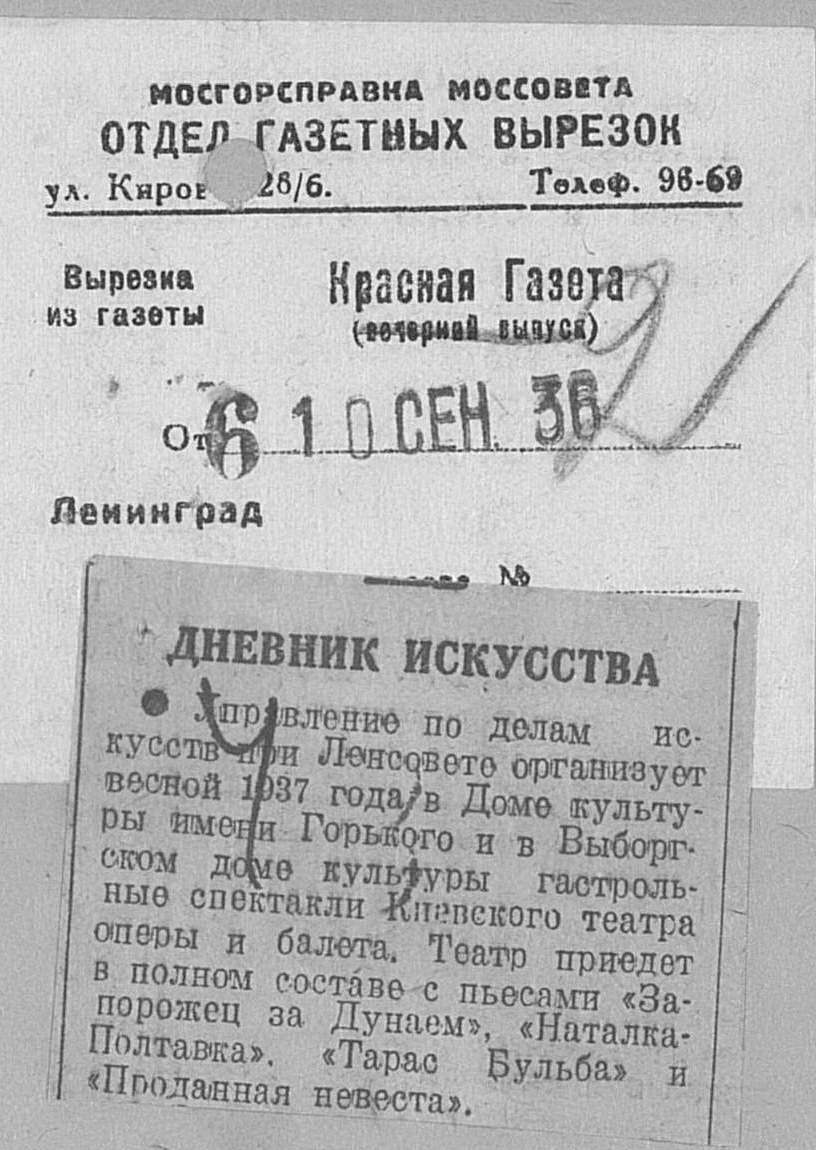 МОСГОРСПРАВКА МОССОВЕТА
ОТДЕЛ ГАЗЕТНЫХ ВЫРЕЗОК
ул. Киров 26/6. Телеф. 96-69
Вырезка из газеты
Красная Газета
(вечерний выпуск)
От 6 10 СЕН. 36
Ленинград
№
ДНЕВНИК ИСКУССТВА
● Управление по делам ис-
кусств при Ленсовете организует
весной 1937 года в Доме культу-
ры имени Горького и в Выборг-
ском доме культуры гастроль-
ные спектакли Киевского театра
оперы и балета. Театр приедет
в полном составе с пьесами «За-
порожец за Дунаем», «Наталка-
Полтавка», «Тарас Бульба» и
«Проданная невеста».